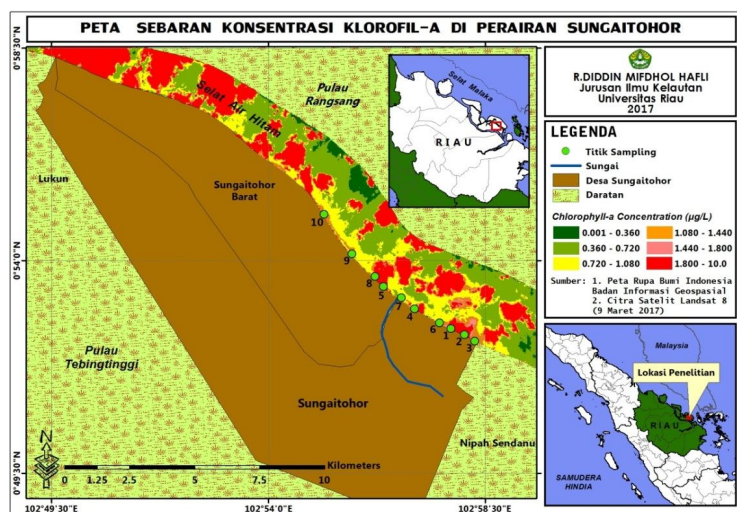 PETA SEBARAN KONSENTRASI KLOROFIL-A DI PERAIRAN SUNGAITOHOR
0°58'30"N
0°54'0"N
0°49'30"N
Selat Air Hitam
Pulau
Rangsang
Lukun
Sungaitohor
Barat
10
9
8
5
7
4
6
1
2
3
Pulau
Tebingtinggi
Sungaitohor
Nipah Sendanu
N
Kilometers
0 1.25 2.5 5 7.5 10
102°49'30"E
102°54'0"E
102°58'30"E
Selat Malaka
RIAU
R.DIDDIN MIFDHOL HAFLI
Jurusan Ilmu Kelautan
Universitas Riau
2017
LEGENDA
Titik Sampling
Sungai
Desa Sungaitohor
Daratan
Chlorophyll-a Concentration (µg/L)
0.001 - 0.360 1.080 - 1.440
0.360 - 0.720 1.440 - 1.800
0.720 - 1.080 1.800 - 10.0
Sumber: 1. Peta Rupa Bumi Indonesia
Badan Informasi Geospasial
2. Citra Satelit Landsat 8
(9 Maret 2017)
Malaysia
Lokasi Penelitian
RIAU
SAMUDERA
HINDIA